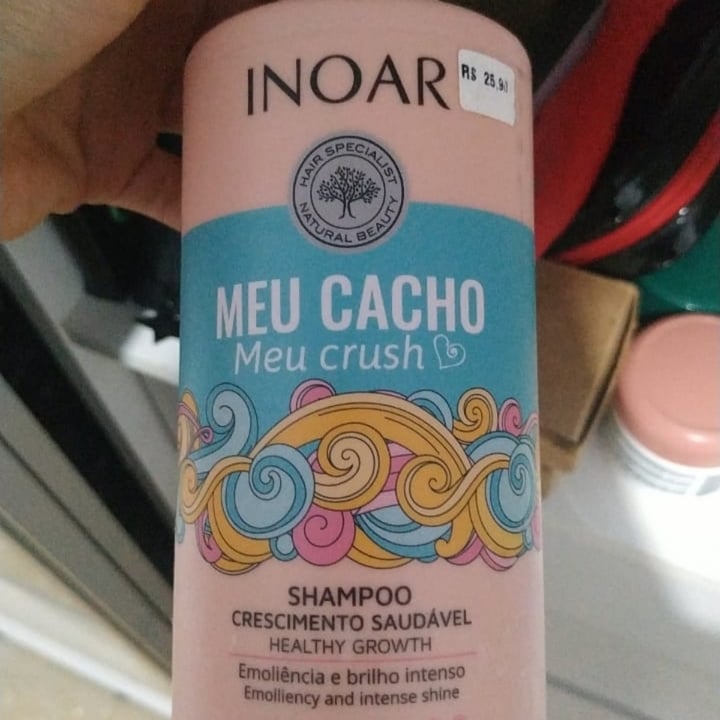 INOAR
R$ 25,90
HAIR SPECIALIST
NATURAL BEAUTY
MEU CACHO
Meu crush
SHAMPOO
CRESCIMENTO SAUDÁVEL
HEALTHY GROWTH
Emoliência e brilho intenso
Emolliency and intense shine